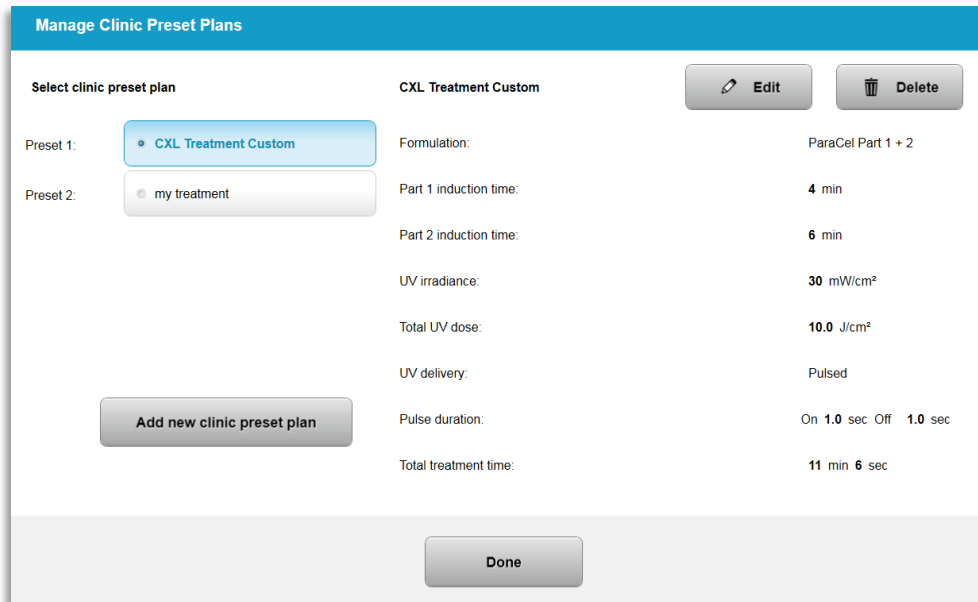 Manage Clinic Preset Plans
Select clinic preset plan
Preset 1:
CXL Treatment Custom
Preset 2:
my treatment
Add new clinic preset plan
CXL Treatment Custom
Edit
Delete
Formulation: ParaCel Part 1 + 2
Part 1 induction time: 4 min
Part 2 induction time: 6 min
UV irradiance: 30 mW/cm²
Total UV dose: 10.0 J/cm²
UV delivery: Pulsed
Pulse duration: On 1.0 sec Off 1.0 sec
Total treatment time: 11 min 6 sec
Done